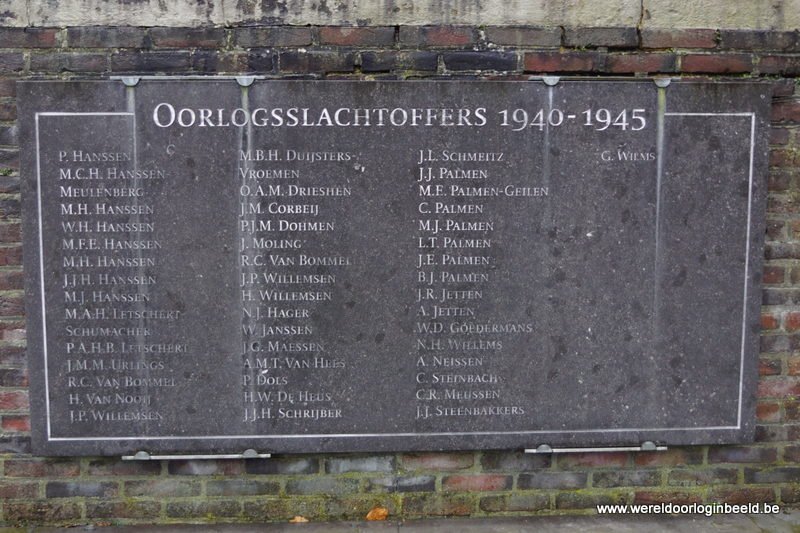 OORLOGSSLACHTOFFERS 1940-1945
P. HANSSEN
M.C.H. HANSSEN-
MEULENBERG
M.H. HANSSEN
W.H. HANSSEN
M.F.E. HANSSEN
M.H. HANSSEN
J.J.H. HANSSEN
M.J. HANSSEN
M.A.H. LETSCHERT
SCHUMACHER
P.A.H.B. LETSCHERT
J.M.M. URLINGS
R.C. VAN BOMMEL
H. VAN NOOIJ
J.P. WILLEMSEN
M.B.H. DUIJSTERS-
VROEMEN
O.A.M. DRIESHEN
J.M. CORBEIJ
P.J.M. DOHMEN
J. MOLING
R.C. VAN BOMMEL
J.P. WILLEMSEN
H. WILLEMSEN
N.J. HAGER
W. JANSSEN
J.G. MAESSEN
A.M.T. VAN HEES
P. DOLS
H.W. DE HEUS
J.J.H. SCHRIJBER
J.L. SCHMEITZ
J.J. PALMEN
M.E. PALMEN-GEILEN
C. PALMEN
M.J. PALMEN
L.T. PALMEN
J.E. PALMEN
B.J. PALMEN
J.R. JETTEN
A. JETTEN
W.D. GOEDERMANS
N.H. WILLEMS
A. NEISSEN
C. STEINBACH
C.R. MEUSSEN
J.J. STEENBAKKERS
G. WIEMS
www.wereldoorloginbeeld.be